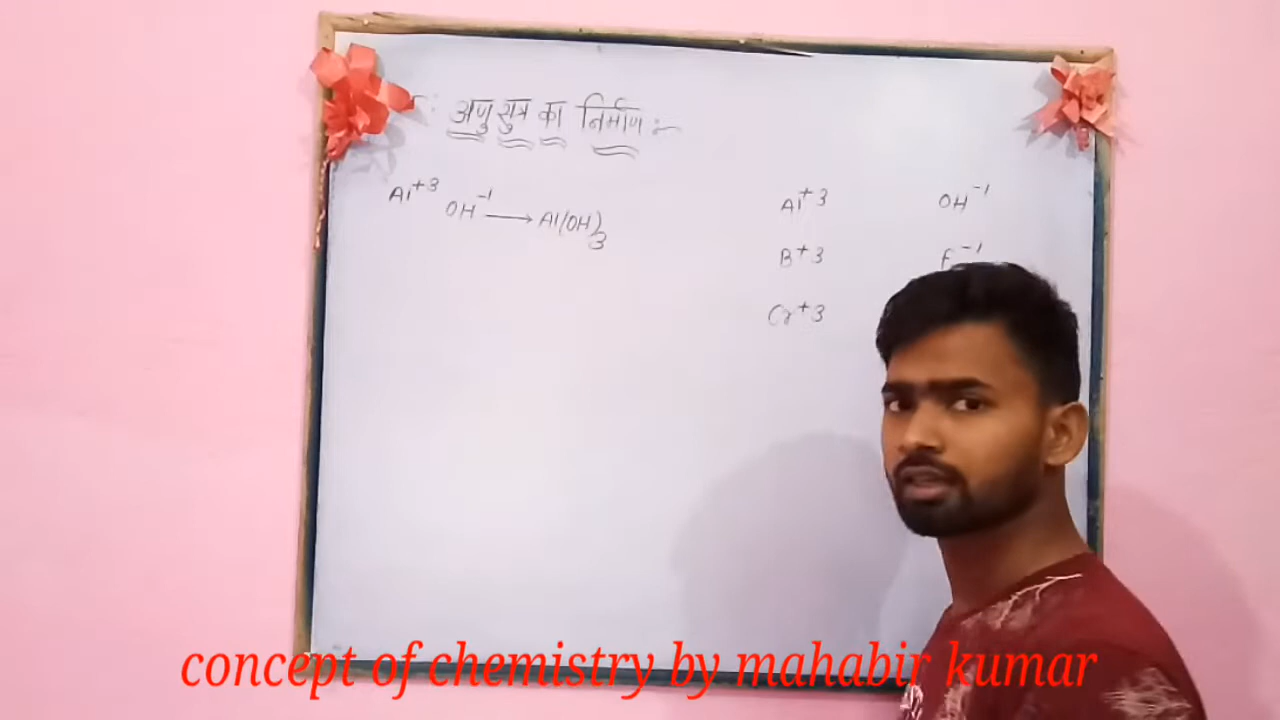 अणु सुत्र का निर्माण :-
Al⁺³ OH⁻¹ ⟶ Al(OH)₃
Al⁺³ OH⁻¹
B⁺³ F⁻¹
Cr⁺³
concept of chemistry by mahabir kumar